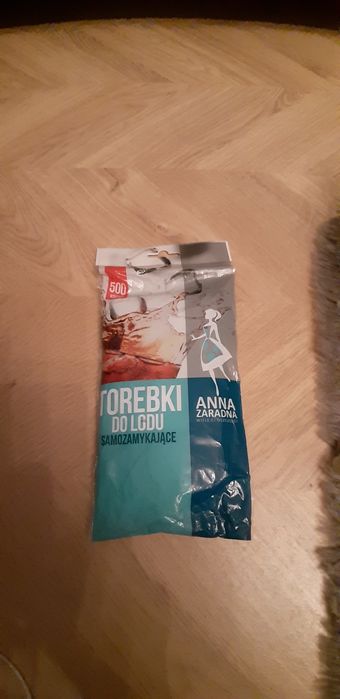 500
TOREBKI
DO LODU
SAMOZAMYKAJĄCE
ANNA
ZARADNA